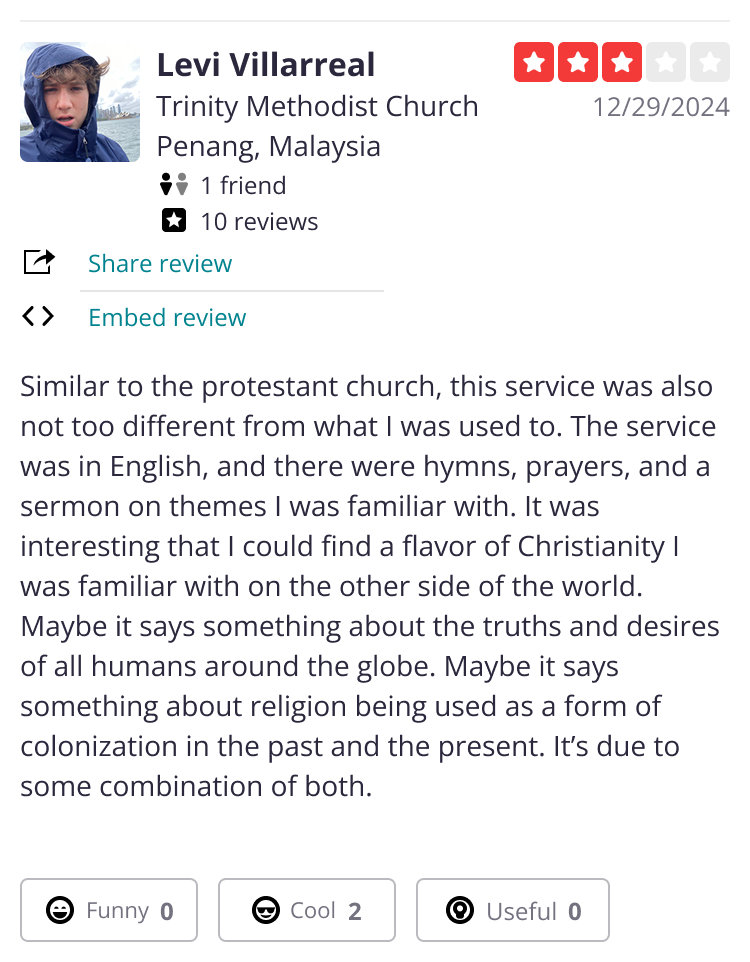 Levi Villarreal
Trinity Methodist Church
12/29/2024
Penang, Malaysia
1 friend
10 reviews
Share review
Embed review
Similar to the protestant church, this service was also
not too different from what I was used to. The service
was in English, and there were hymns, prayers, and a
sermon on themes I was familiar with. It was
interesting that I could find a flavor of Christianity I
was familiar with on the other side of the world.
Maybe it says something about the truths and desires
of all humans around the globe. Maybe it says
something about religion being used as a form of
colonization in the past and the present. It’s due to
some combination of both.
Funny 0
Cool 2
Useful 0